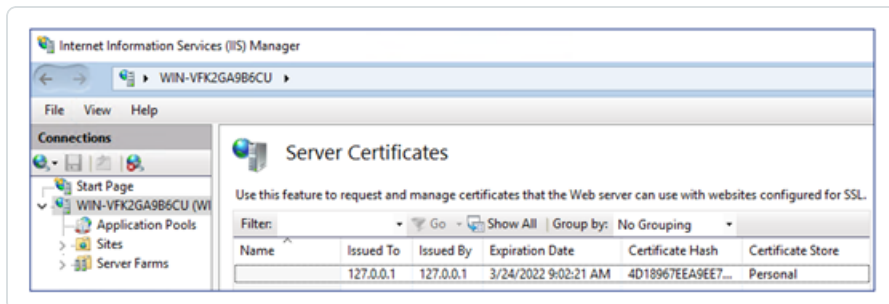 Internet Information Services (IIS) Manager
WIN-VFK2GA9B6CU
File View Help
Connections
Server Certificates
Start Page
WIN-VFK2GA9B6CU (WI
Application Pools
Sites
Server Farms
Use this feature to request and manage certificates that the Web server can use with websites configured for SSL.
Filter: Go Show All Group by: No Grouping
Name Issued To Issued By Expiration Date Certificate Hash Certificate Store
127.0.0.1 127.0.0.1 3/24/2022 9:02:21 AM 4D18967EEA9EE7... Personal